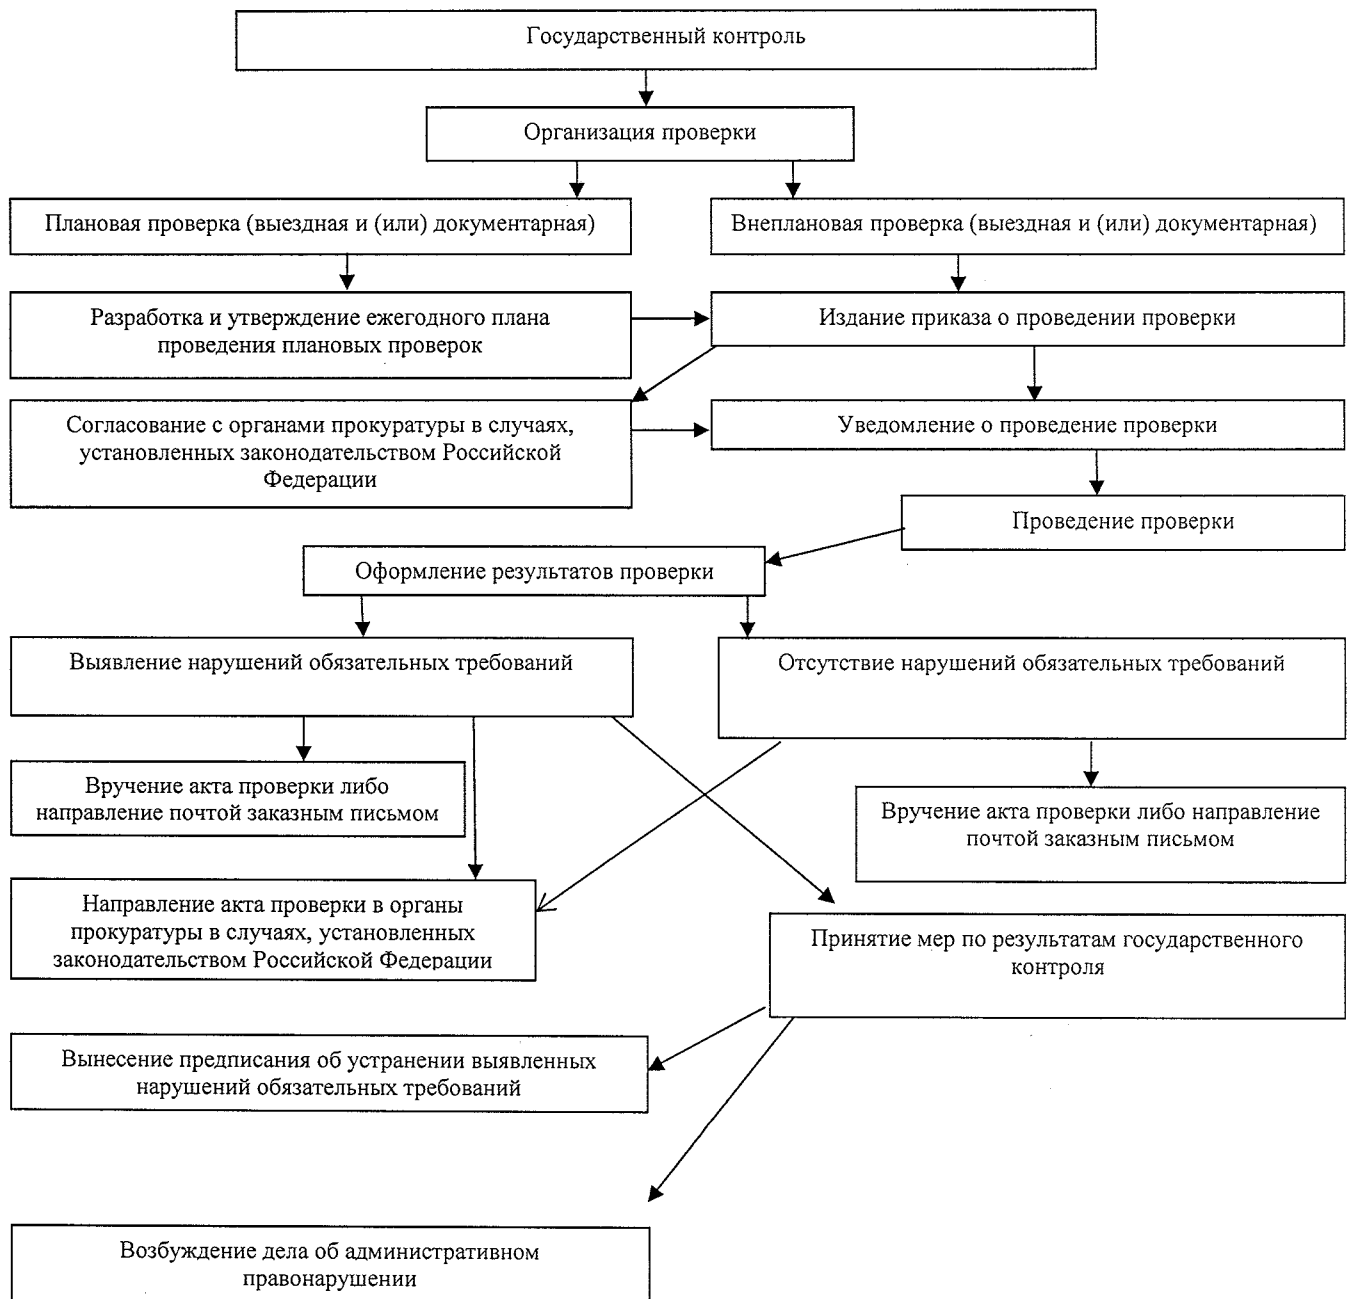 Государственный контроль
Организация проверки
Плановая проверка (выездная и (или) документарная)
Внеплановая проверка (выездная и (или) документарная)
Разработка и утверждение ежегодного плана
проведения плановых проверок
Издание приказа о проведении проверки
Согласование с органами прокуратуры в случаях,
установленных законодательством Российской
Федерации
Уведомление о проведение проверки
Проведение проверки
Оформление результатов проверки
Выявление нарушений обязательных требований
Отсутствие нарушений обязательных требований
Вручение акта проверки либо
направление почтой заказным письмом
Вручение акта проверки либо направление
почтой заказным письмом
Направление акта проверки в органы
прокуратуры в случаях, установленных
законодательством Российской Федерации
Принятие мер по результатам государственного
контроля
Вынесение предписания об устранении выявленных
нарушений обязательных требований
Возбуждение дела об административном
правонарушении